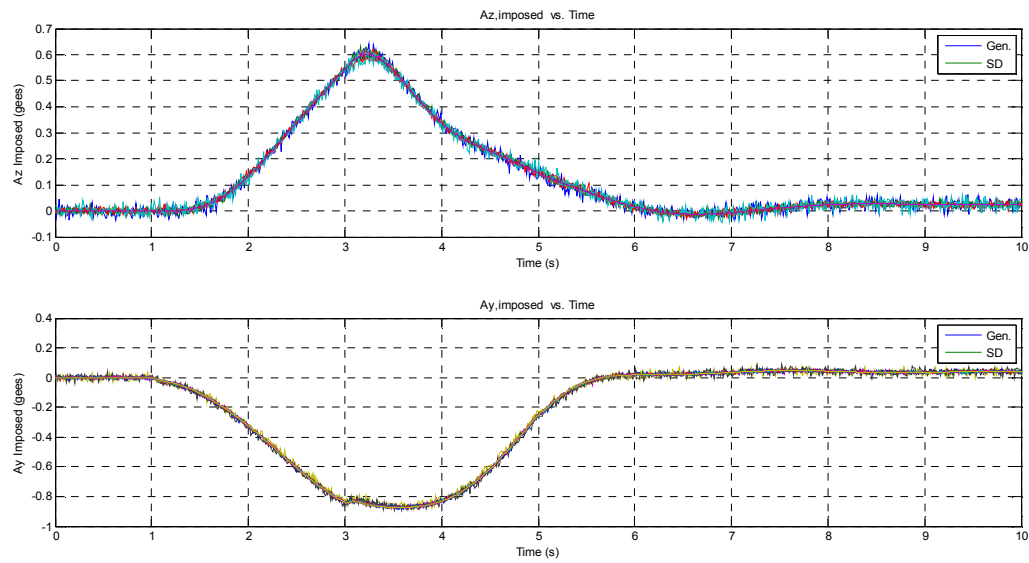 Az,imposed vs. Time
0.7
0.6
0.5
0.4
0.3
0.2
0.1
0
-0.1
Az Imposed (gees)
Gen.
SD
0 1 2 3 4 5 6 7 8 9 10
Time (s)
Ay,imposed vs. Time
0.4
0.2
0
-0.2
-0.4
-0.6
-0.8
-1
Ay Imposed (gees)
Gen.
SD
0 1 2 3 4 5 6 7 8 9 10
Time (s)